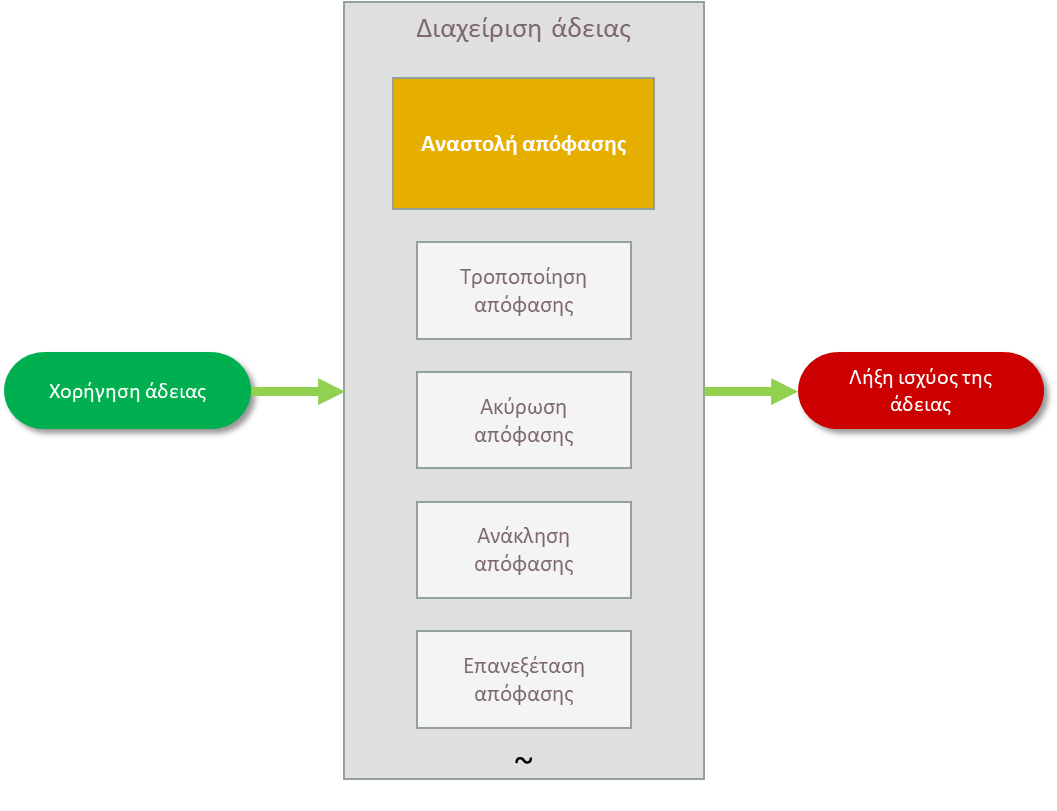 Διαχείριση άδειας
Αναστολή απόφασης
Τροποποίηση
απόφασης
Χορήγηση άδειας
Λήξη ισχύος της
άδειας
Ακύρωση
απόφασης
Ανάκληση
απόφασης
Επανεξέταση
απόφασης
~